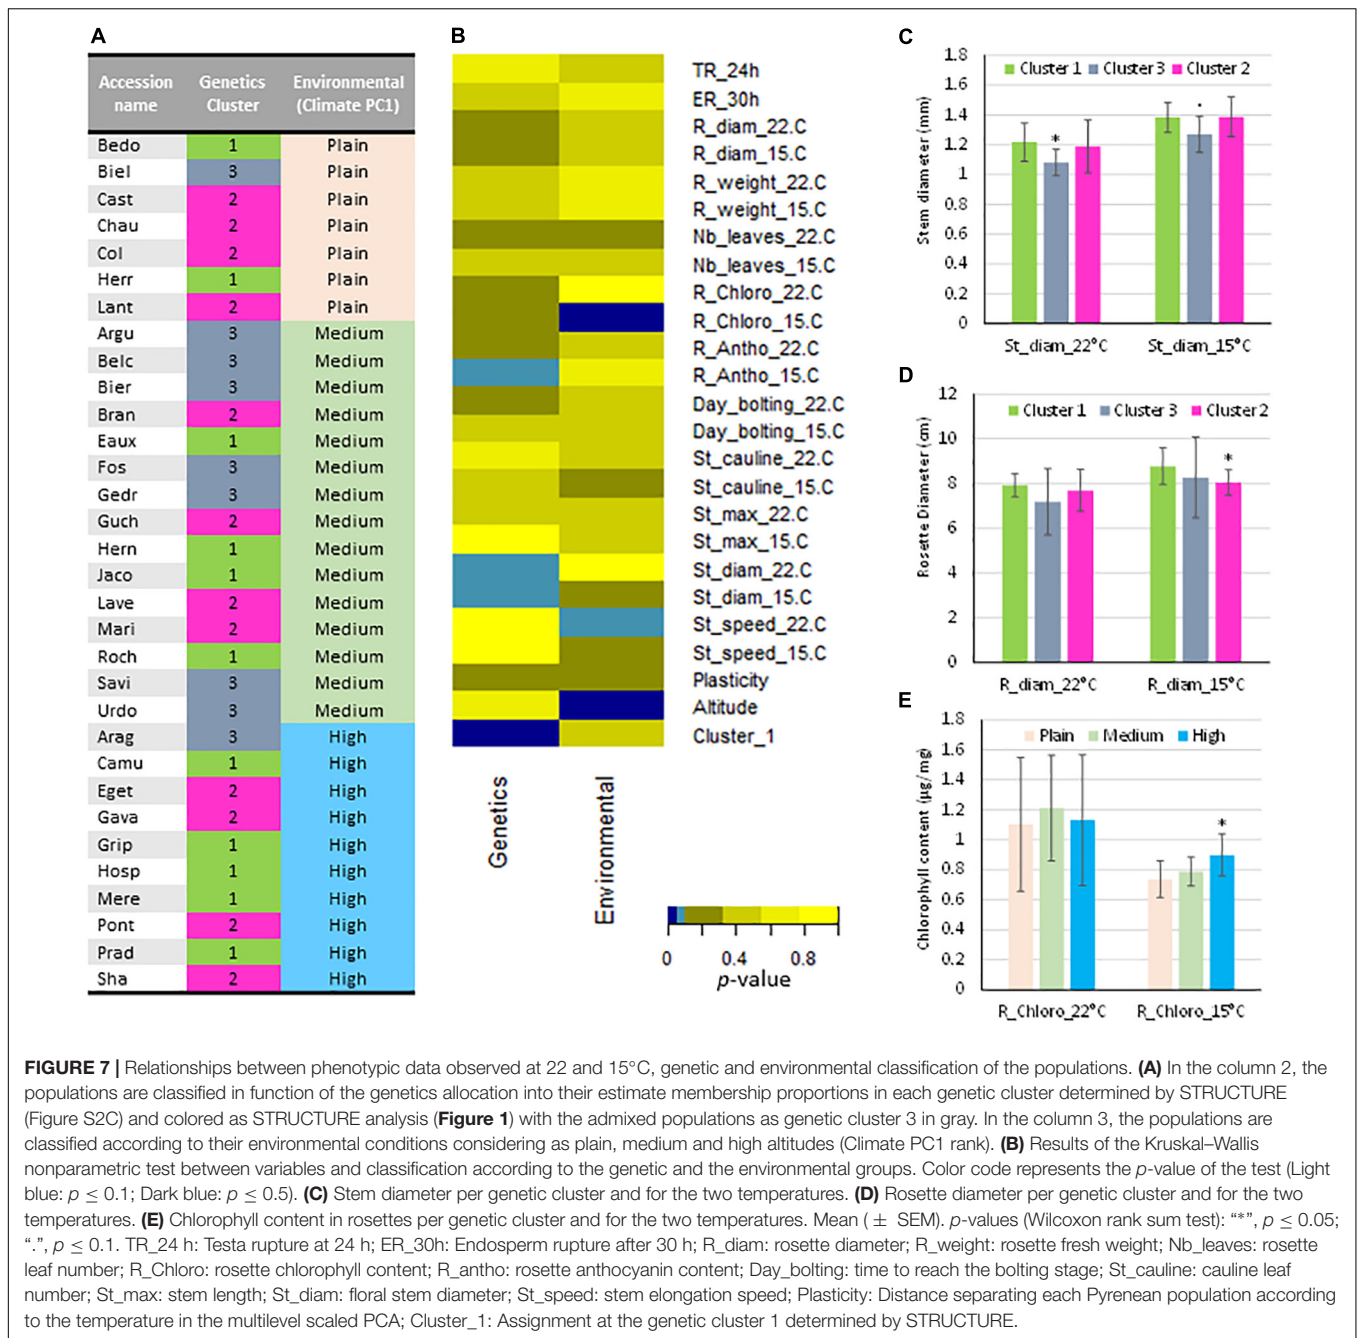 A
Accession name
Genetics Cluster
Environmental (Climate PC1)
Bedo 1 Plain
Biel 3 Plain
Cast 2 Plain
Chau 2 Plain
Col 2 Plain
Herr 1 Plain
Lant 2 Plain
Argu 3 Medium
Belc 3 Medium
Bier 3 Medium
Bran 2 Medium
Eaux 1 Medium
Fos 3 Medium
Gedr 3 Medium
Guch 2 Medium
Hern 1 Medium
Jaco 1 Medium
Lave 2 Medium
Mari 2 Medium
Roch 1 Medium
Savi 3 Medium
Urdo 3 Medium
Arag 3 High
Camu 1 High
Eget 2 High
Gava 2 High
Grip 1 High
Hosp 1 High
Mere 1 High
Pont 2 High
Prad 1 High
Sha 2 High
B
TR_24h
ER_30h
R_diam_22.C
R_diam_15.C
R_weight_22.C
R_weight_15.C
Nb_leaves_22.C
Nb_leaves_15.C
R_Chloro_22.C
R_Chloro_15.C
R_Antho_22.C
R_Antho_15.C
Day_bolting_22.C
Day_bolting_15.C
St_cauline_22.C
St_cauline_15.C
St_max_22.C
St_max_15.C
St_diam_22.C
St_diam_15.C
St_speed_22.C
St_speed_15.C
Plasticity
Altitude
Cluster_1
Genetics
Environmental
0 0.4 0.8
p-value
C
Stem diameter (mm)
1.8
1.6
1.4
1.2
1
0.8
0.6
0.4
0.2
0
Cluster 1 Cluster 3 Cluster 2
* .
St_diam_22°C St_diam_15°C
D
Rosette Diameter (cm)
12
10
8
6
4
2
0
Cluster 1 Cluster 3 Cluster 2
*
R_diam_22°C R_diam_15°C
E
Chlorophyll content (µg/mg)
1.8
1.6
1.4
1.2
1
0.8
0.6
0.4
0.2
0
Plain Medium High
*
R_Chloro_22°C R_Chloro_15°C
FIGURE 7 | Relationships between phenotypic data observed at 22 and 15°C, genetic and environmental classification of the populations. (A) In the column 2, the
populations are classified in function of the genetics allocation into their estimate membership proportions in each genetic cluster determined by STRUCTURE
(Figure S2C) and colored as STRUCTURE analysis (Figure 1) with the admixed populations as genetic cluster 3 in gray. In the column 3, the populations are
classified according to their environmental conditions considering as plain, medium and high altitudes (Climate PC1 rank). (B) Results of the Kruskal–Wallis
nonparametric test between variables and classification according to the genetic and the environmental groups. Color code represents the p-value of the test (Light
blue: p ≤ 0.1; Dark blue: p ≤ 0.5). (C) Stem diameter per genetic cluster and for the two temperatures. (D) Rosette diameter per genetic cluster and for the two
temperatures. (E) Chlorophyll content in rosettes per genetic cluster and for the two temperatures. Mean ( ± SEM). p-values (Wilcoxon rank sum test): “*”, p ≤ 0.05;
“.”, p ≤ 0.1. TR_24 h: Testa rupture at 24 h; ER_30h: Endosperm rupture after 30 h; R_diam: rosette diameter; R_weight: rosette fresh weight; Nb_leaves: rosette
leaf number; R_Chloro: rosette chlorophyll content; R_antho: rosette anthocyanin content; Day_bolting: time to reach the bolting stage; St_cauline: cauline leaf
number; St_max: stem length; St_diam: floral stem diameter; St_speed: stem elongation speed; Plasticity: Distance separating each Pyrenean population according
to the temperature in the multilevel scaled PCA; Cluster_1: Assignment at the genetic cluster 1 determined by STRUCTURE.